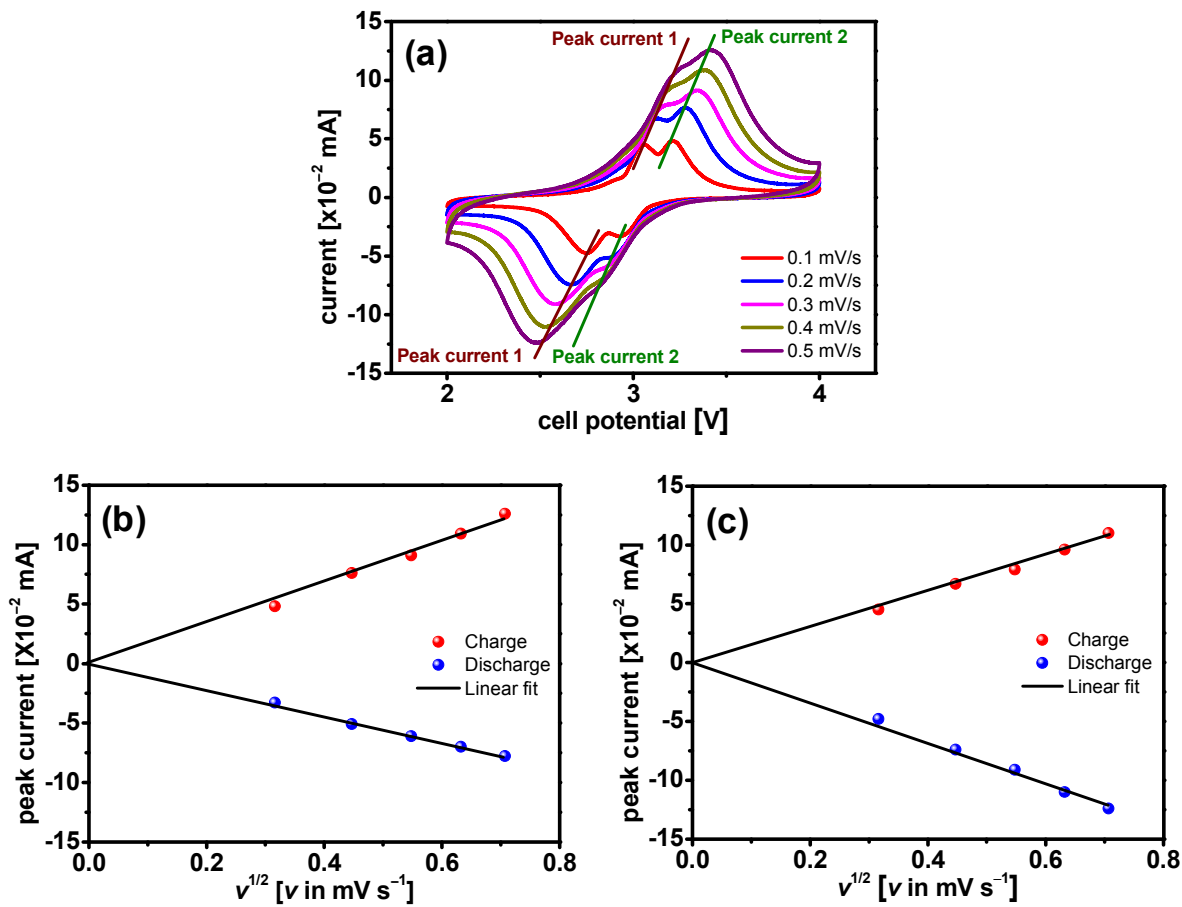 (a)
Peak current 1
Peak current 2
15
10
5
0
-5
-10
-15
current [x10⁻² mA]
0.1 mV/s
0.2 mV/s
0.3 mV/s
0.4 mV/s
0.5 mV/s
Peak current 1
Peak current 2
2
3
4
cell potential [V]
(b)
15
10
5
0
-5
-10
-15
peak current [X10⁻² mA]
Charge
Discharge
Linear fit
0.0
0.2
0.4
0.6
0.8
v¹/² [v in mV s⁻¹]
(c)
15
10
5
0
-5
-10
-15
peak current [x10⁻² mA]
Charge
Discharge
Linear fit
0.0
0.2
0.4
0.6
0.8
v¹/² [v in mV s⁻¹]